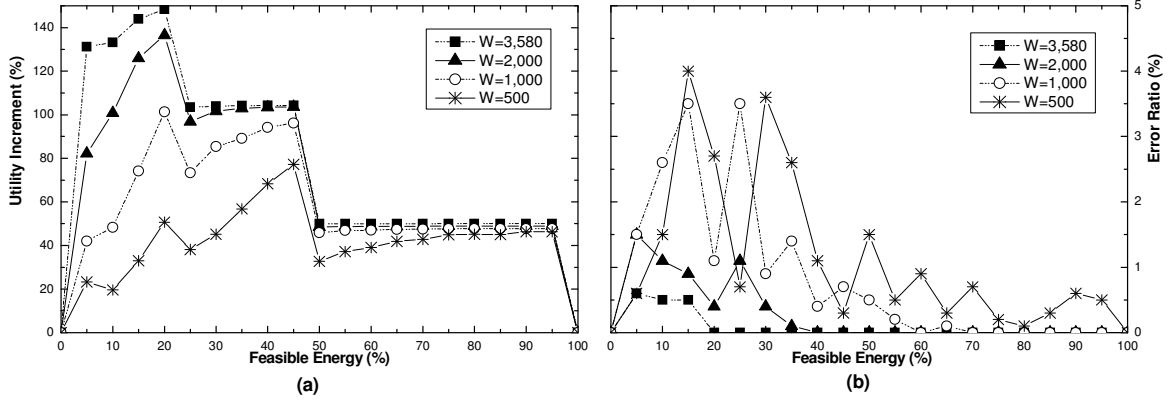 140
120
100
80
60
40
20
0
Utility Increment (%)
W=3,580
W=2,000
W=1,000
W=500
0 10 20 30 40 50 60 70 80 90 100
Feasible Energy (%)
(a)
W=3,580
W=2,000
W=1,000
W=500
5
4
3
2
1
0
Error Ratio (%)
0 10 20 30 40 50 60 70 80 90 100
Feasible Energy (%)
(b)